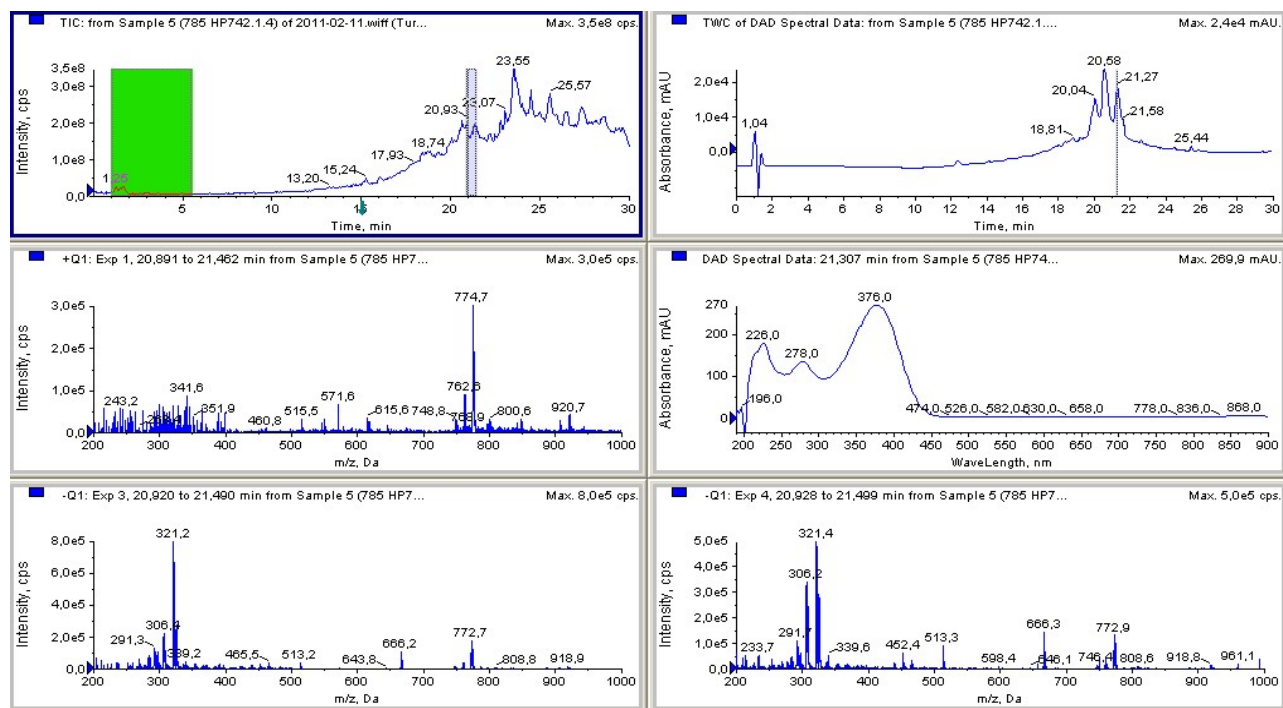 TIC: from Sample 5 (785 HP742.1.4) of 2011-02-11.wiff (Tur...
Max. 3,5e8 cps.
Intensity, cps
3,5e8
3,0e8
2,0e8
1,0e8
0,0
1,25
13,20
15,24
17,93
18,74
20,93
23,07
23,55
25,57
5
10
15
20
25
30
Time, min
TWC of DAD Spectral Data: from Sample 5 (785 HP742.1....
Max. 2,4e4 mAU.
Absorbance, mAU
2,0e4
1,0e4
0,0
1,04
18,81
20,04
20,58
21,27
21,58
25,44
0 2 4 6 8 10 12 14 16 18 20 22 24 26 28 30
Time, min
+Q1: Exp 1, 20,891 to 21,462 min from Sample 5 (785 HP7...
Max. 3,0e5 cps.
Intensity, cps
3,0e5
2,0e5
1,0e5
0,0
243,2
341,6
351,9
460,8
515,5
571,6
615,6
748,8
762,6
774,7
800,6
920,7
200 300 400 500 600 700 800 900 1000
m/z, Da
DAD Spectral Data: 21,307 min from Sample 5 (785 HP74...
Max. 269,9 mAU.
Absorbance, mAU
270
200
100
0
196,0
226,0
278,0
376,0
474,0
526,0
582,0
630,0
658,0
778,0
836,0
868,0
200 250 300 350 400 450 500 550 600 650 700 750 800 850 900
WaveLength, nm
-Q1: Exp 3, 20,920 to 21,490 min from Sample 5 (785 HP7...
Max. 8,0e5 cps.
Intensity, cps
8,0e5
6,0e5
4,0e5
2,0e5
0,0
291,3
306,4
321,2
339,2
465,5
513,2
643,8
666,2
772,7
808,8
918,9
200 300 400 500 600 700 800 900 1000
m/z, Da
-Q1: Exp 4, 20,928 to 21,499 min from Sample 5 (785 HP7...
Max. 5,0e5 cps.
Intensity, cps
5,0e5
4,0e5
3,0e5
2,0e5
1,0e5
0,0
233,7
291,7
306,2
321,4
339,6
452,4
513,3
598,4
666,3
746,4
772,9
808,6
918,8
961,1
200 300 400 500 600 700 800 900 1000
m/z, Da